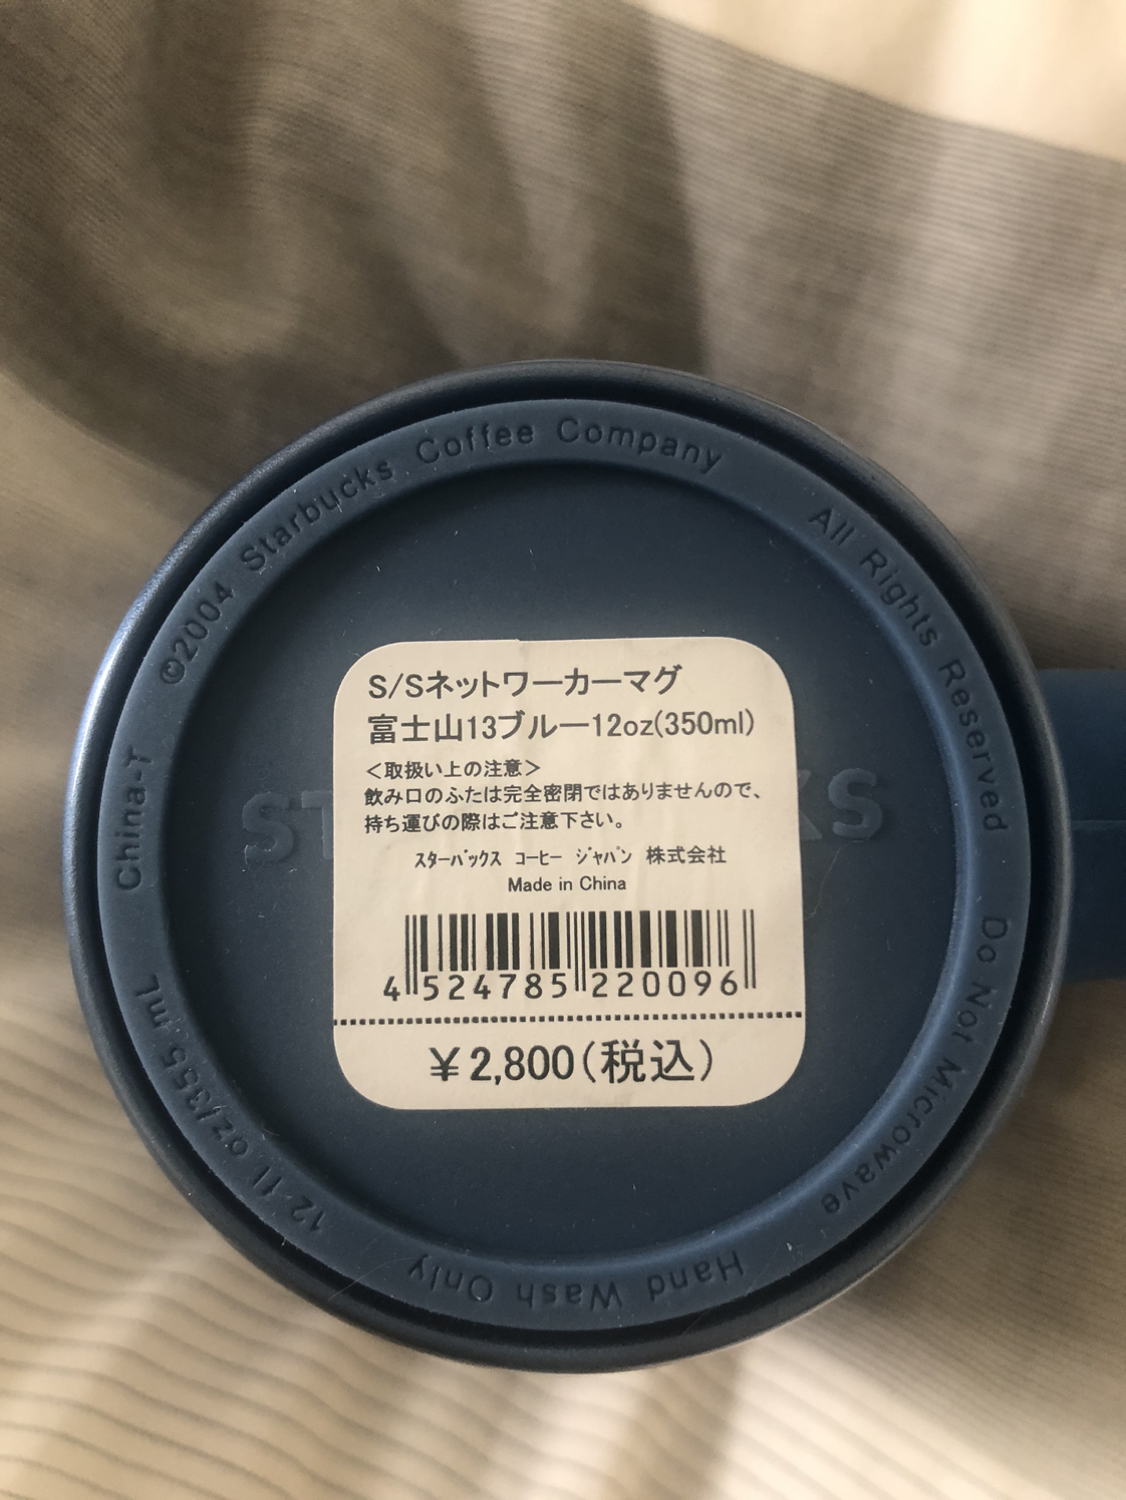 ©2004 Starbucks Coffee Company
All Rights Reserved
Do Not Microwave
Hand Wash Only
12 fl oz/355 mL
China-T
S/Sネットワーカーマグ
富士山13ブルー12oz(350ml)
＜取扱い上の注意＞
飲み口のふたは完全密閉ではありませんので、
持ち運びの際はご注意下さい。
ｽﾀｰﾊﾞｯｸｽ ｺｰﾋｰ ｼﾞｬﾊﾟﾝ 株式会社
Made in China
4524785220096
￥2,800(税込)